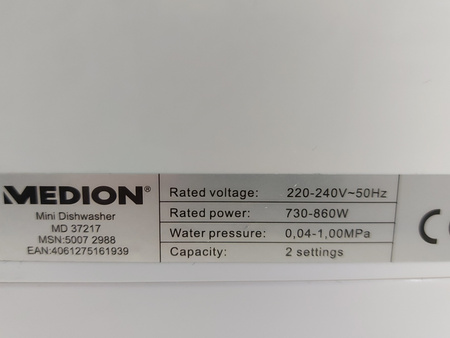 MEDION®
Mini Dishwasher
MD 37217
MSN:5007 2988
EAN:4061275161939
Rated voltage: 220-240V~50Hz
Rated power: 730-860W
Water pressure: 0,04-1,00MPa
Capacity: 2 settings
C